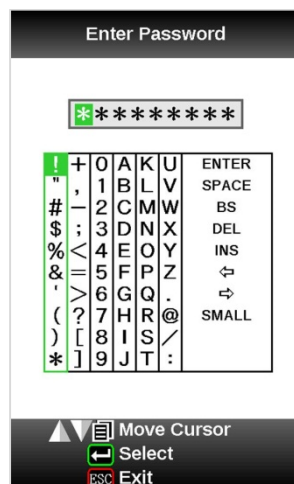 Enter Password
*********
! + 0 A K U ENTER
" , 1 B L V SPACE
# - 2 C M W BS
$ ; 3 D N X DEL
% < 4 E O Y INS
& = 5 F P Z ⇦
' > 6 G Q . ⇨
( ? 7 H R @ SMALL
) [ 8 I S /
* ] 9 J T :
Move Cursor
Select
ESC Exit